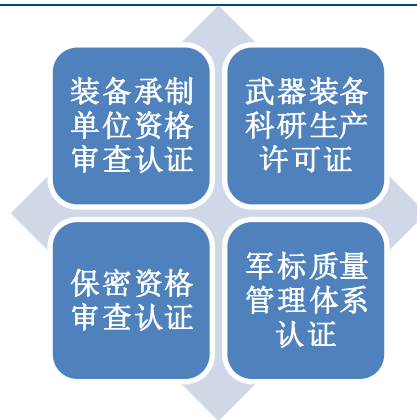 装备承制
单位资格
审查认证
武器装备
科研生产
许可证
保密资格
审查认证
军标质量
管理体系
认证